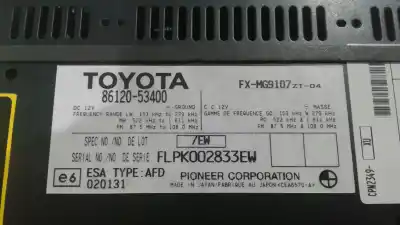 TOYOTA
86120-53400
FX-MG9107ZT-04
DC 12V GROUND
FREQUENCY RANGE LW 153 kHz TO 279 kHz
MW 522 kHz TO 1 611 kHz
FM 87.5 MHz TO 108.0 MHz
C.C 12V MASSE
GAMME DE FREQUENCE GO 153 kHz A 279 kHz
PO 522 kHz A 1 611 kHz
FM 87.5 MHz A 108.0 MHz
SPEC NO/NO DE LOT /EW
SERIAL NO/NO DE SERIE FLPK002833EW
e6
ESA TYPE:AFD
020131
PIONEER CORPORATION
MADE IN JAPAN/FABRIQUE AU JAPON
CPN2349-